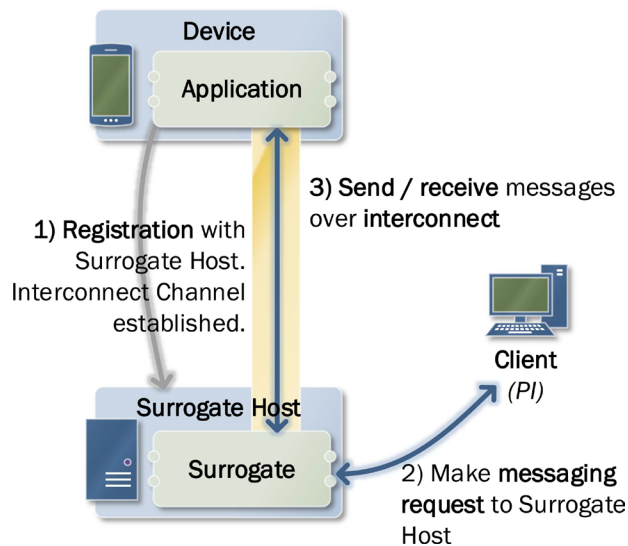 Device
Application
3) Send / receive messages
over interconnect
1) Registration with
Surrogate Host.
Interconnect Channel
established.
Client
(PI)
Surrogate Host
Surrogate
2) Make messaging
request to Surrogate
Host